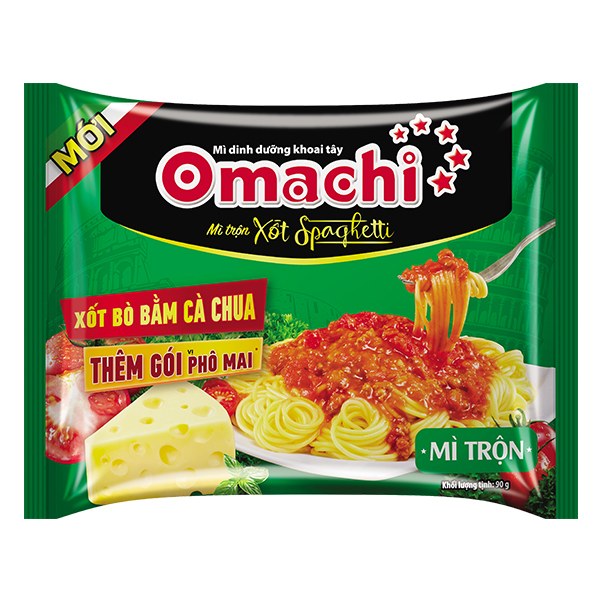 MỚI
Mì dinh dưỡng khoai tây
Omachi
Mì trộn Xốt Spaghetti
XỐT BÒ BẰM CÀ CHUA
THÊM GÓI VỊ PHÔ MAI*
* MÌ TRỘN *
Khối lượng tịnh: 90 g